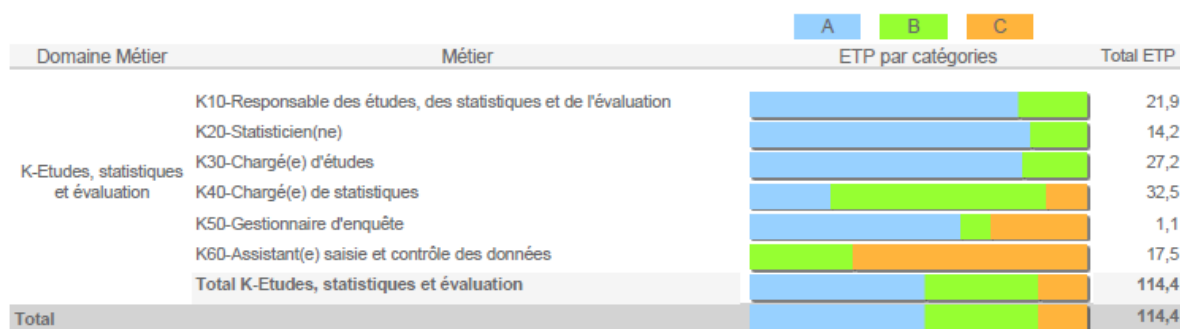 A B C
Domaine Métier Métier ETP par catégories Total ETP
K10-Responsable des études, des statistiques et de l'évaluation 21,9
K20-Statisticien(ne) 14,2
K-Etudes, statistiques et évaluation
K30-Chargé(e) d'études 27,2
K40-Chargé(e) de statistiques 32,5
K50-Gestionnaire d'enquête 1,1
K60-Assistant(e) saisie et contrôle des données 17,5
Total K-Etudes, statistiques et évaluation 114,4
Total 114,4